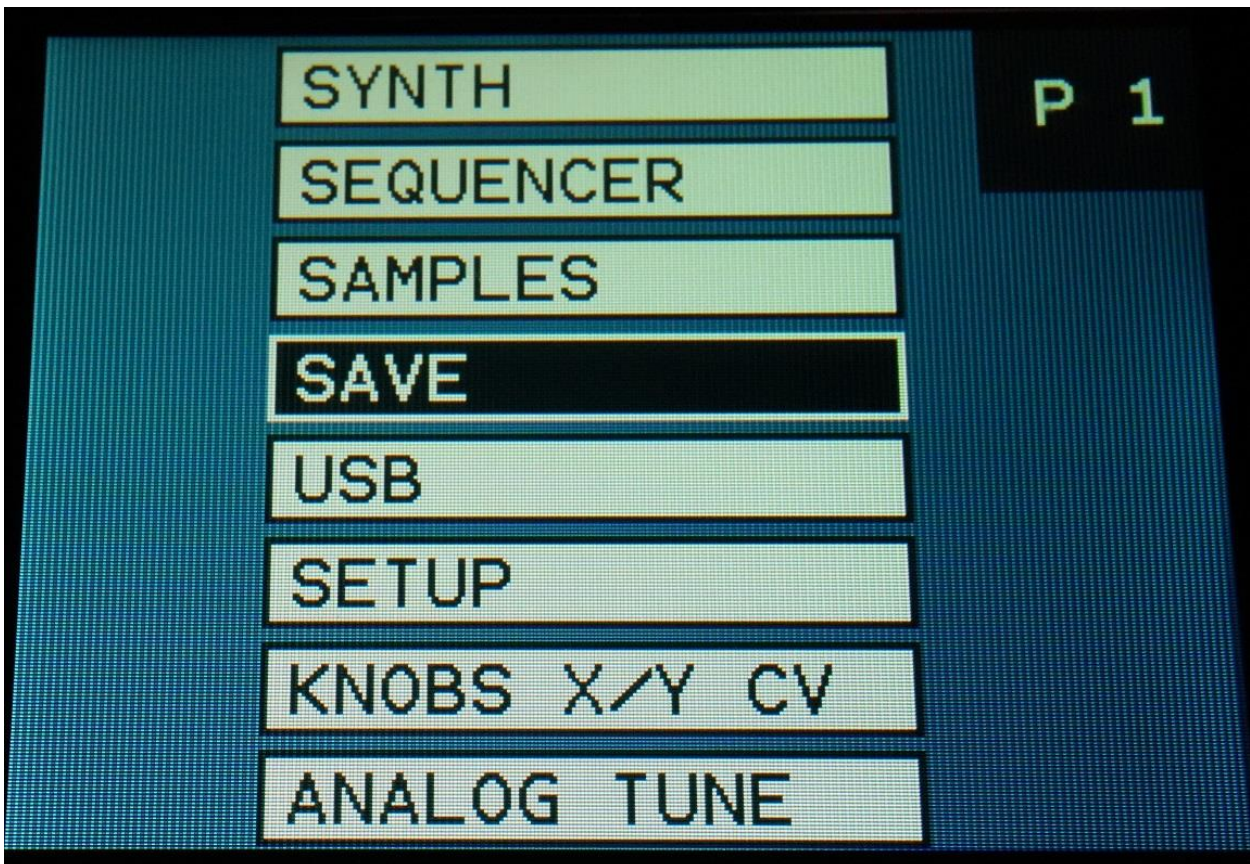 SYNTH
P 1
SEQUENCER
SAMPLES
SAVE
USB
SETUP
KNOBS X/Y CV
ANALOG TUNE